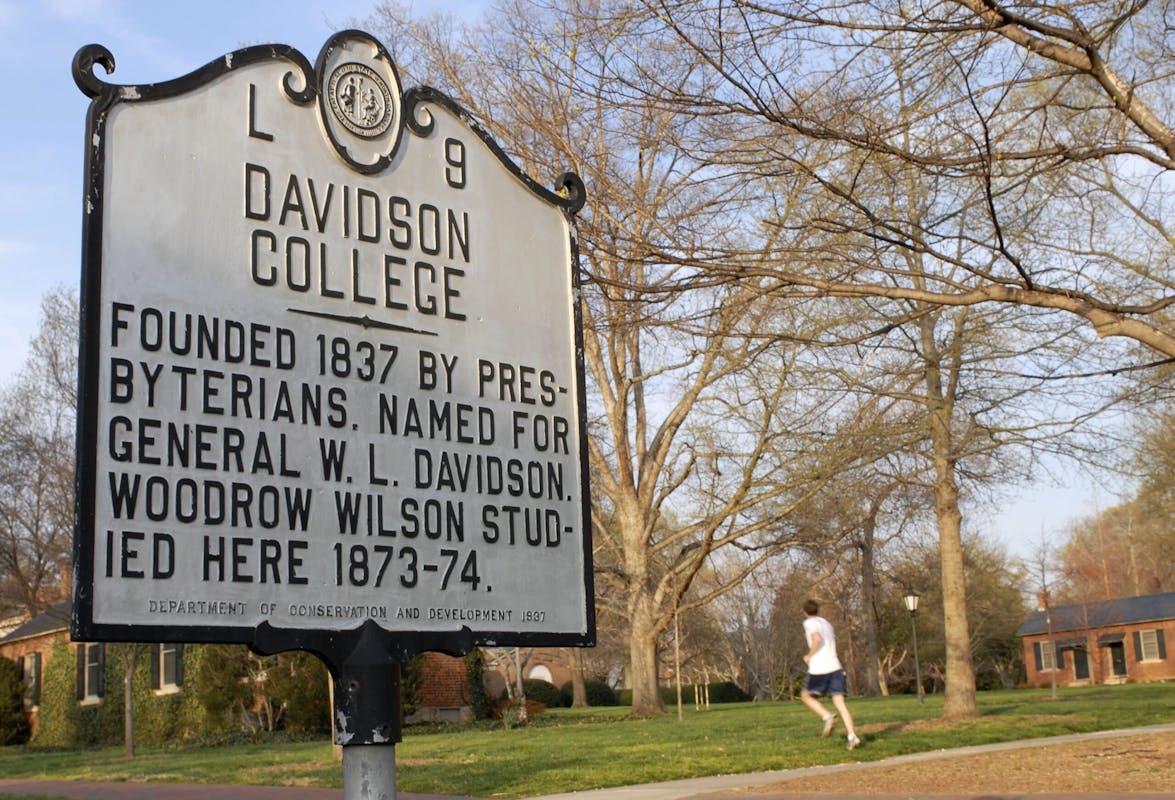 L 9
DAVIDSON
COLLEGE
FOUNDED 1837 BY PRES-
BYTERIANS. NAMED FOR
GENERAL W. L. DAVIDSON.
WOODROW WILSON STUD-
IED HERE 1873-74.
DEPARTMENT OF CONSERVATION AND DEVELOPMENT 1937